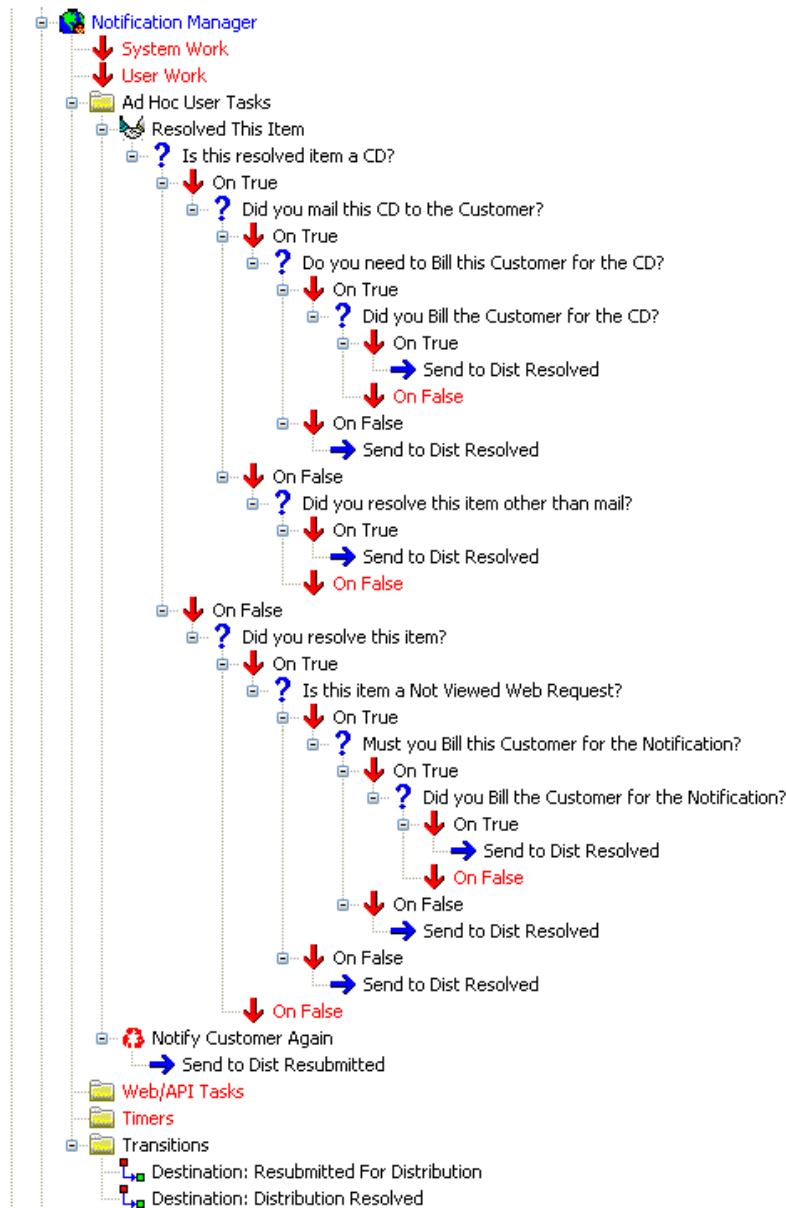 Notification Manager
System Work
User Work
Ad Hoc User Tasks
Resolved This Item
Is this resolved item a CD?
On True
Did you mail this CD to the Customer?
On True
Do you need to Bill this Customer for the CD?
On True
Did you Bill the Customer for the CD?
On True
Send to Dist Resolved
On False
On False
Send to Dist Resolved
On False
Did you resolve this item other than mail?
On True
Send to Dist Resolved
On False
On False
Did you resolve this item?
On True
Is this item a Not Viewed Web Request?
On True
Must you Bill this Customer for the Notification?
On True
Did you Bill the Customer for the Notification?
On True
Send to Dist Resolved
On False
On False
Send to Dist Resolved
On False
Send to Dist Resolved
On False
Notify Customer Again
Send to Dist Resubmitted
Web/API Tasks
Timers
Transitions
Destination: Resubmitted For Distribution
Destination: Distribution Resolved